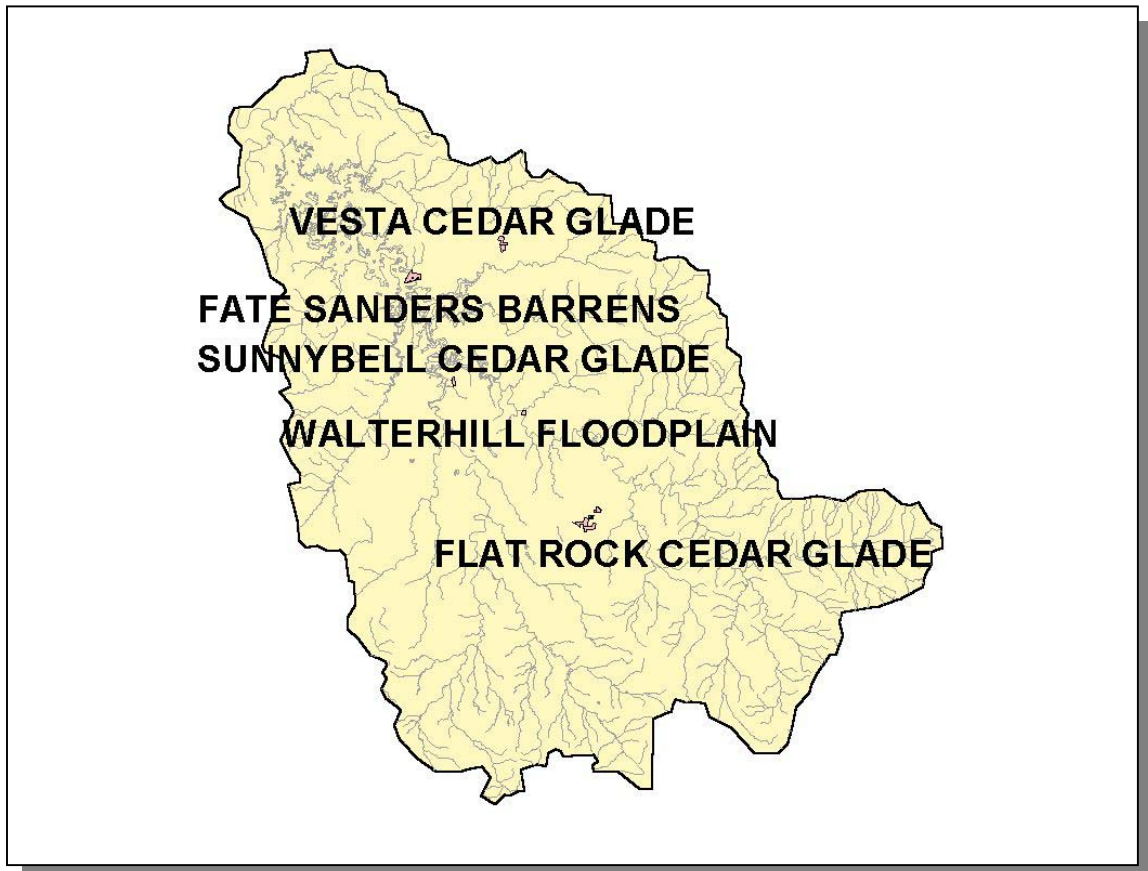 VESTA CEDAR GLADE
FATE SANDERS BARRENS
SUNNYBELL CEDAR GLADE
WALTERHILL FLOODPLAIN
FLAT ROCK CEDAR GLADE